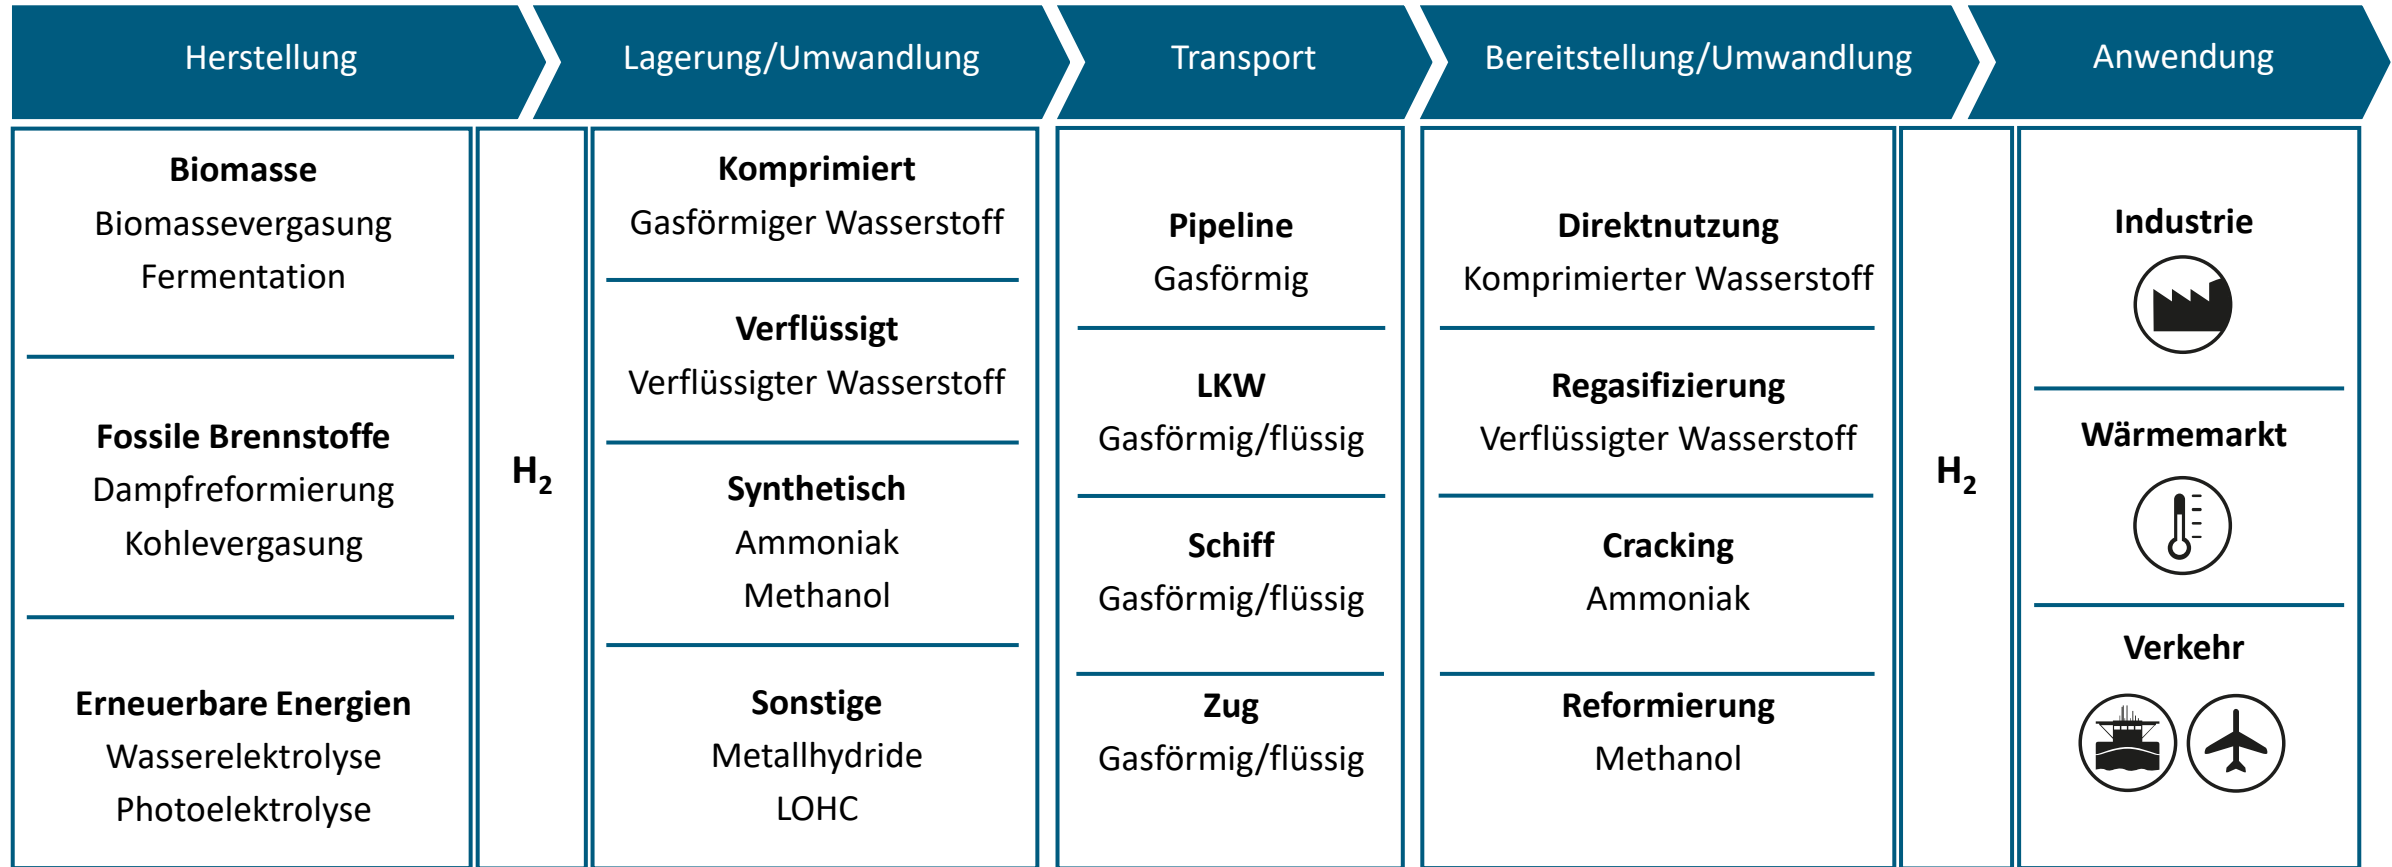 Herstellung
Lagerung/Umwandlung
Transport
Bereitstellung/Umwandlung
Anwendung
Biomasse
Biomassevergasung
Fermentation
Fossile Brennstoffe
Dampfreformierung
Kohlevergasung
Erneuerbare Energien
Wasserelektrolyse
Photoelektrolyse
H₂
Komprimiert
Gasförmiger Wasserstoff
Verflüssigt
Verflüssigter Wasserstoff
Synthetisch
Ammoniak
Methanol
Sonstige
Metallhydride
LOHC
Pipeline
Gasförmig
LKW
Gasförmig/flüssig
Schiff
Gasförmig/flüssig
Zug
Gasförmig/flüssig
Direktnutzung
Komprimierter Wasserstoff
Regasifizierung
Verflüssigter Wasserstoff
Cracking
Ammoniak
Reformierung
Methanol
H₂
Industrie
Wärmemarkt
Verkehr